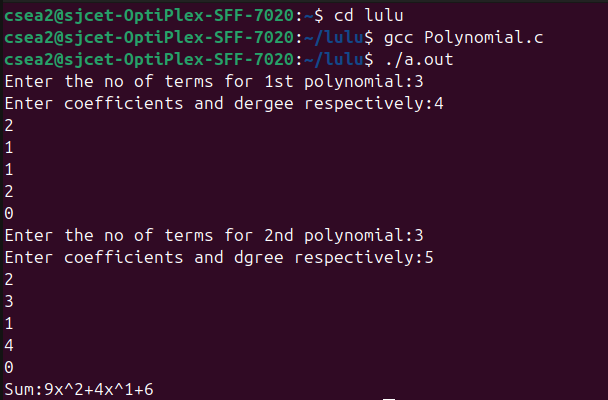 csea2@sjcet-OptiPlex-SFF-7020:~$ cd lulu
csea2@sjcet-OptiPlex-SFF-7020:~/lulu$ gcc Polynomial.c
csea2@sjcet-OptiPlex-SFF-7020:~/lulu$ ./a.out
Enter the no of terms for 1st polynomial:3
Enter coefficients and dergee respectively:4
2
1
1
2
0
Enter the no of terms for 2nd polynomial:3
Enter coefficients and dgree respectively:5
2
3
1
4
0
Sum:9x^2+4x^1+6